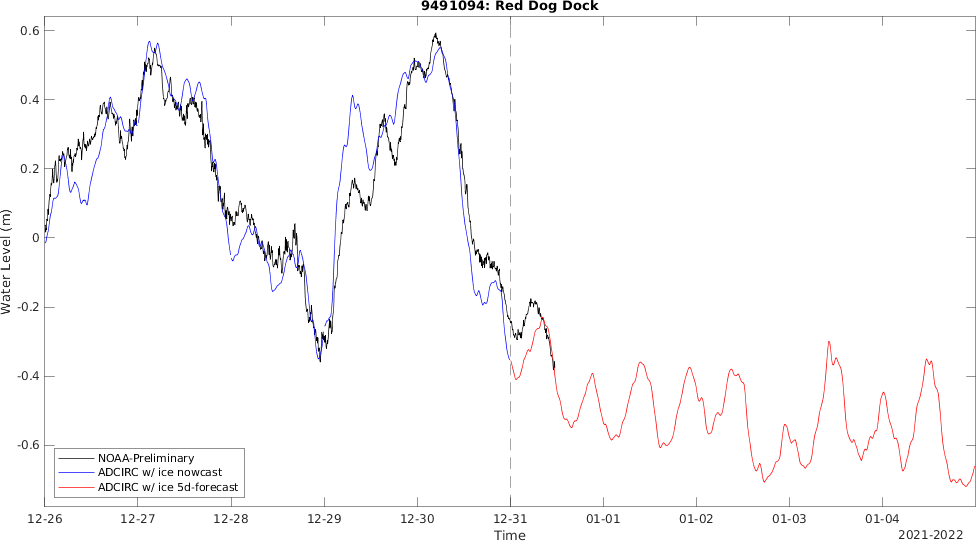 9491094: Red Dog Dock
Water Level (m)
0.6
0.4
0.2
0
-0.2
-0.4
-0.6
NOAA-Preliminary
ADCIRC w/ ice nowcast
ADCIRC w/ ice 5d-forecast
12-26 12-27 12-28 12-29 12-30 12-31 01-01 01-02 01-03 01-04
Time
2021-2022